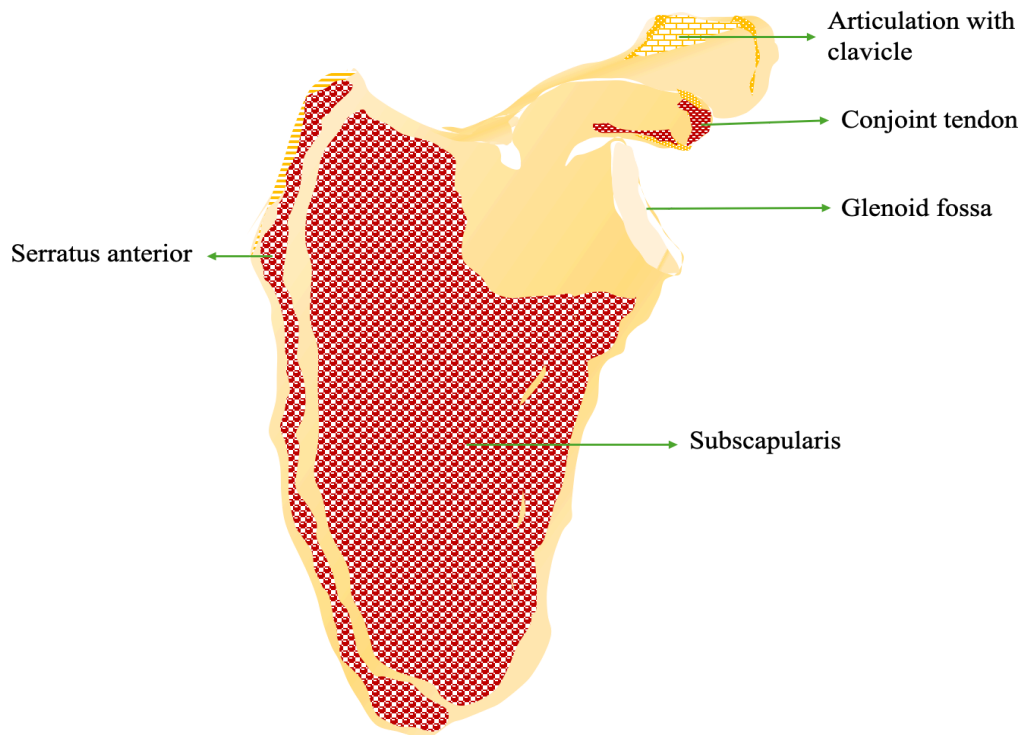 Articulation with
clavicle
Conjoint tendon
Glenoid fossa
Serratus anterior
Subscapularis